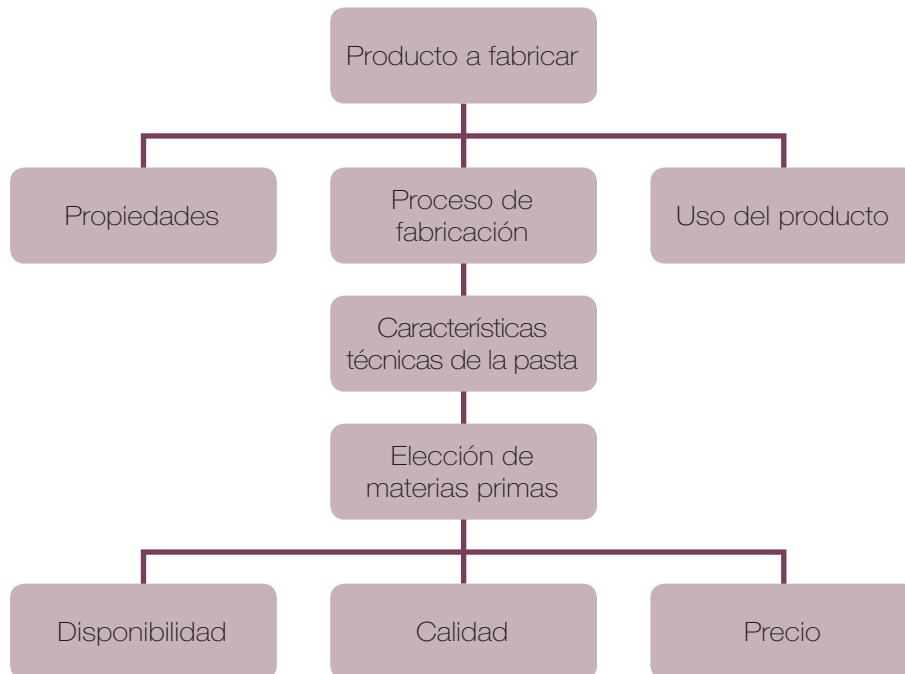 Producto a fabricar
Propiedades
Proceso de
fabricación
Uso del producto
Características
técnicas de la pasta
Elección de
materias primas
Disponibilidad
Calidad
Precio